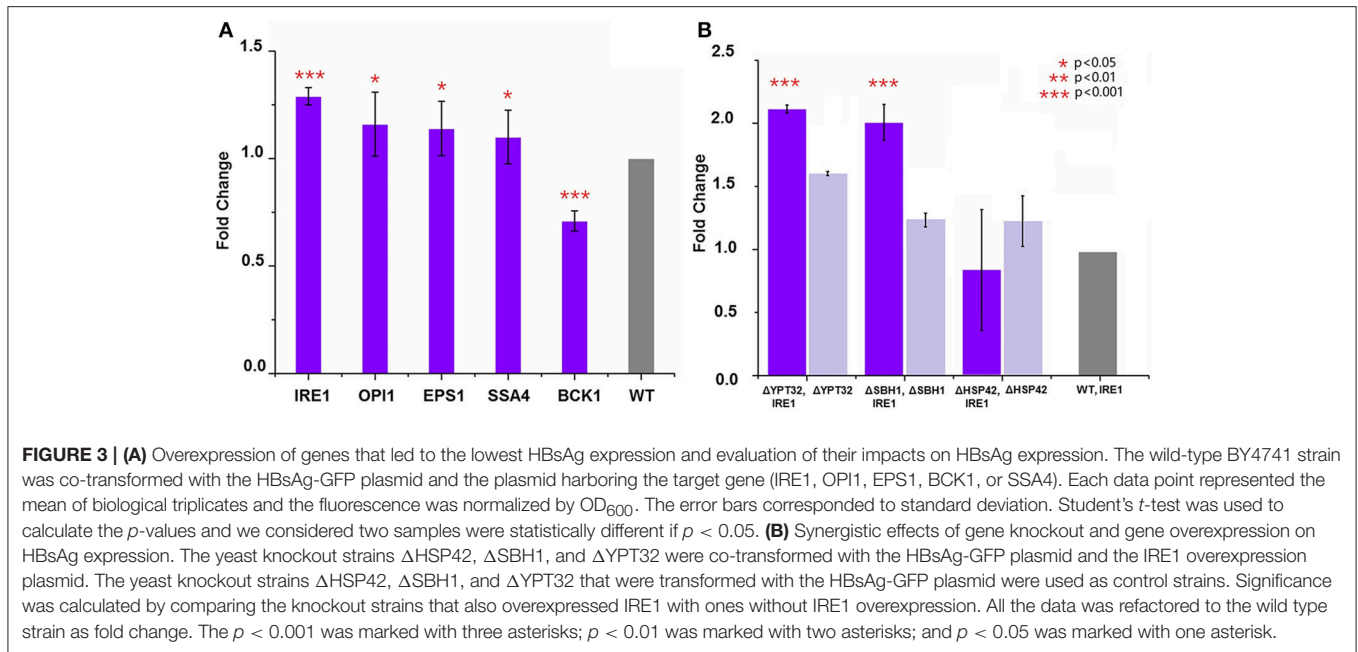 A
1.5
1.0
0.5
0.0
Fold Change
***
*
*
*
***
IRE1 OPI1 EPS1 SSA4 BCK1 WT
B
2.5
2.0
1.5
1.0
0.5
0.0
Fold Change
***
***
* p<0.05
** p<0.01
*** p<0.001
ΔYPT32, IRE1
ΔYPT32
ΔSBH1, IRE1
ΔSBH1
ΔHSP42, IRE1
ΔHSP42
WT, IRE1
FIGURE 3 | (A) Overexpression of genes that led to the lowest HBsAg expression and evaluation of their impacts on HBsAg expression. The wild-type BY4741 strain
was co-transformed with the HBsAg-GFP plasmid and the plasmid harboring the target gene (IRE1, OPI1, EPS1, BCK1, or SSA4). Each data point represented the
mean of biological triplicates and the fluorescence was normalized by OD600. The error bars corresponded to standard deviation. Student's t-test was used to
calculate the p-values and we considered two samples were statistically different if p < 0.05. (B) Synergistic effects of gene knockout and gene overexpression on
HBsAg expression. The yeast knockout strains ΔHSP42, ΔSBH1, and ΔYPT32 were co-transformed with the HBsAg-GFP plasmid and the IRE1 overexpression
plasmid. The yeast knockout strains ΔHSP42, ΔSBH1, and ΔYPT32 that were transformed with the HBsAg-GFP plasmid were used as control strains. Significance
was calculated by comparing the knockout strains that also overexpressed IRE1 with ones without IRE1 overexpression. All the data was refactored to the wild type
strain as fold change. The p < 0.001 was marked with three asterisks; p < 0.01 was marked with two asterisks; and p < 0.05 was marked with one asterisk.